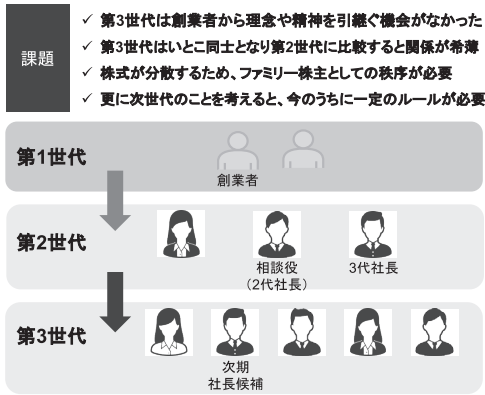 課題
✓ 第3世代は創業者から理念や精神を引継ぐ機会がなかった
✓ 第3世代はいとこ同士となり第2世代に比較すると関係が希薄
✓ 株式が分散するため、ファミリー株主としての秩序が必要
✓ 更に次世代のことを考えると、今のうちに一定のルールが必要
第1世代
創業者
第2世代
相談役
（2代社長）
3代社長
第3世代
次期
社長候補